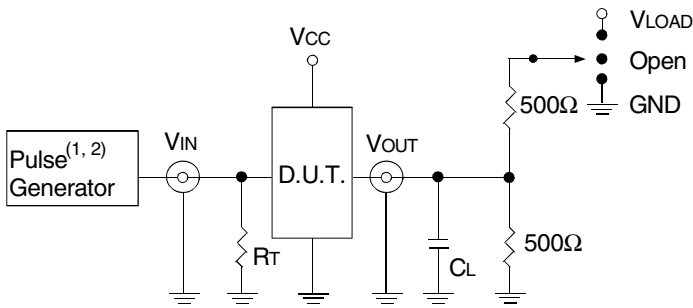 VLOAD
VCC
Open
500Ω
GND
VIN
VOUT
Pulse(1, 2)
Generator
D.U.T.
RT
CL
500Ω